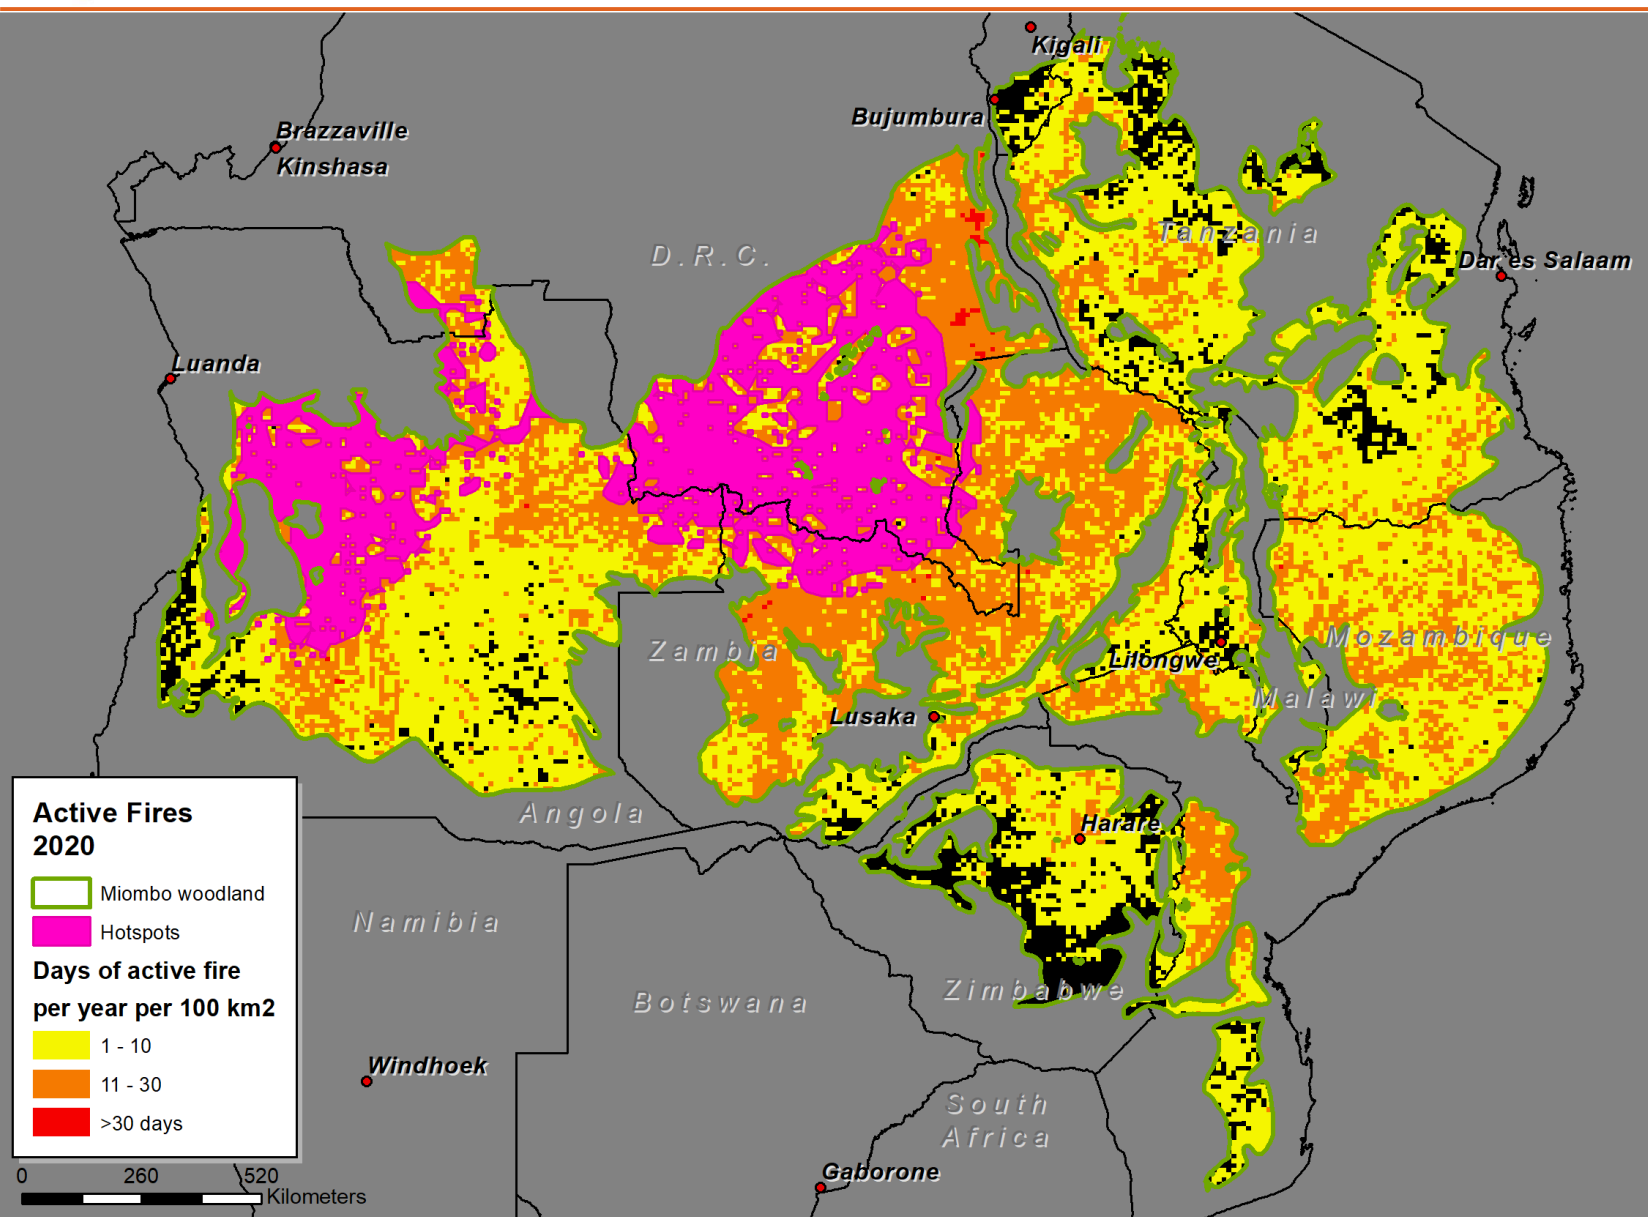 Kigali
Bujumbura
Brazzaville
Kinshasa
Tanzania
D.R.C.
Dar es Salaam
Luanda
Mozambique
Zambia
Lilongwe
Malawi
Lusaka
Angola
Harare
Namibia
Zimbabwe
Botswana
Windhoek
South
Africa
Gaborone
Active Fires
2020
Miombo woodland
Hotspots
Days of active fire
per year per 100 km2
1 - 10
11 - 30
>30 days
0 260 520
Kilometers